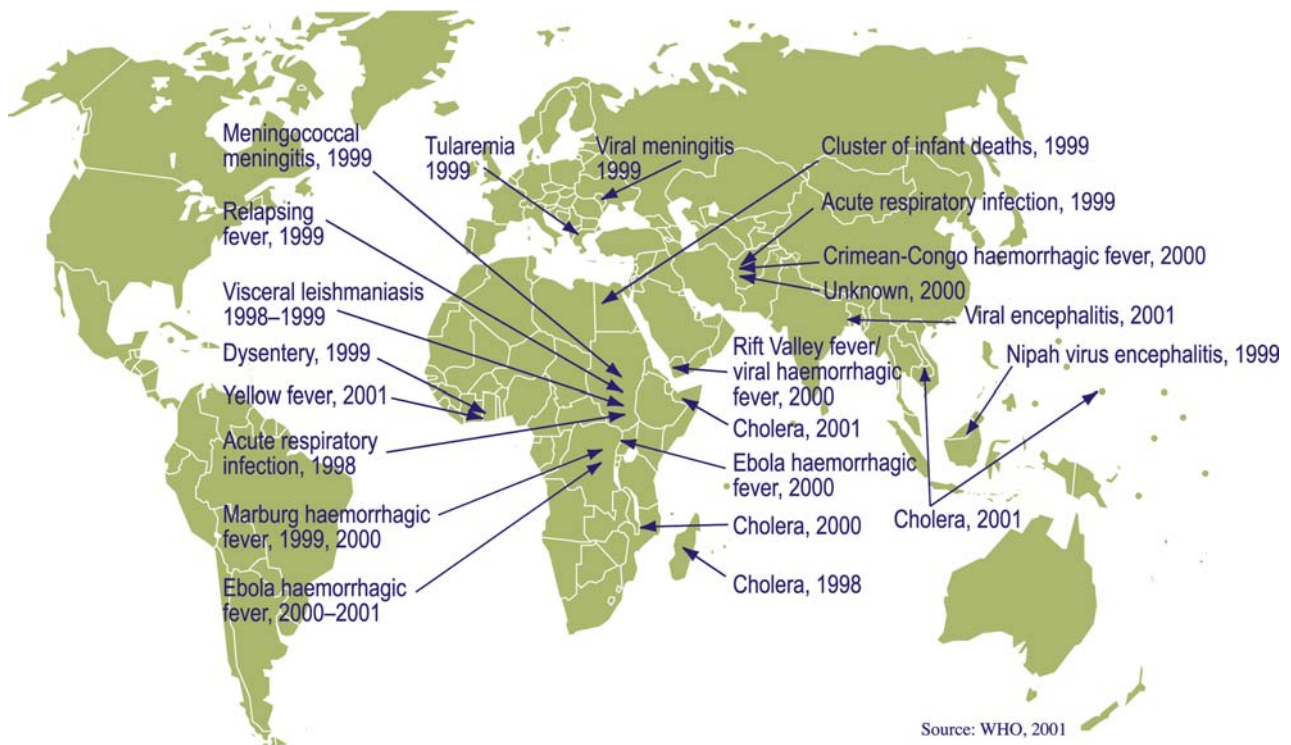 Meningococcal
meningitis, 1999
Relapsing
fever, 1999
Visceral leishmaniasis
1998–1999
Dysentery, 1999
Yellow fever, 2001
Acute respiratory
infection, 1998
Marburg haemorrhagic
fever, 1999, 2000
Ebola haemorrhagic
fever, 2000–2001
Tularemia
1999
Viral meningitis
1999
Cluster of infant deaths, 1999
Acute respiratory infection, 1999
Crimean-Congo haemorrhagic fever, 2000
Unknown, 2000
Viral encephalitis, 2001
Nipah virus encephalitis, 1999
Rift Valley fever/
viral haemorrhagic
fever, 2000
Cholera, 2001
Ebola haemorrhagic
fever, 2000
Cholera, 2000
Cholera, 1998
Cholera, 2001
Source: WHO, 2001